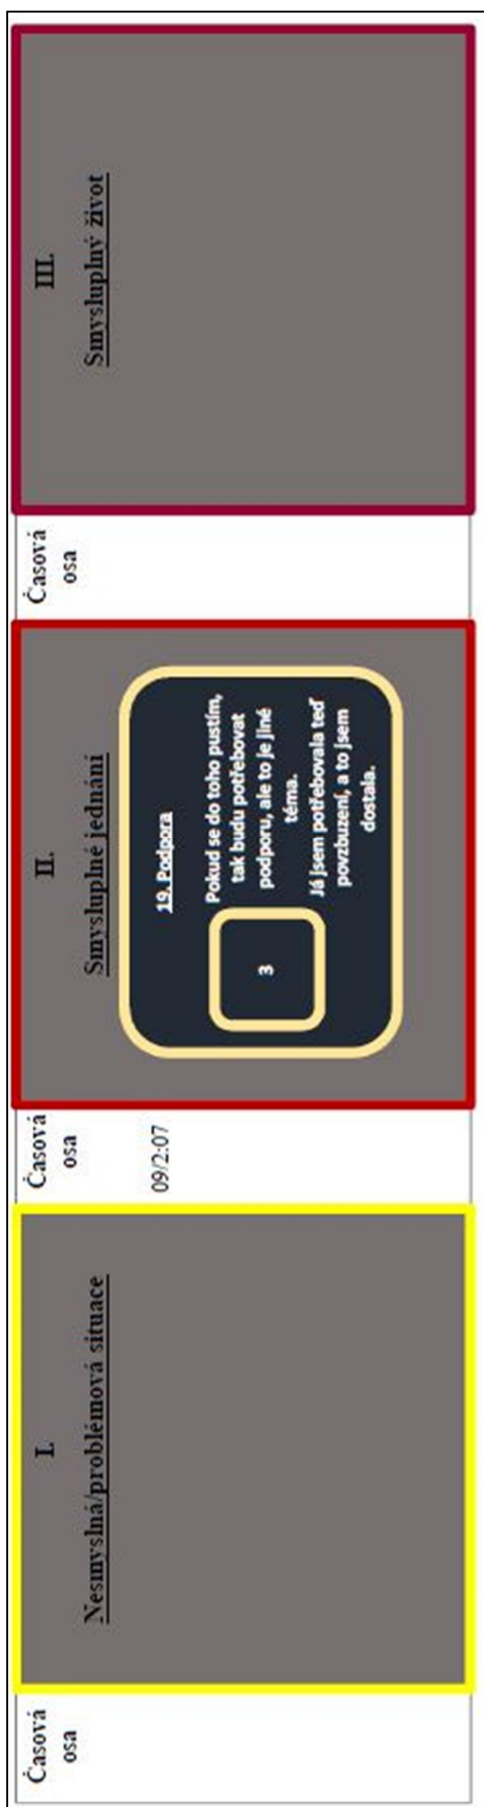 Časová
osa
I.
Nesmyslná/problémová situace
Časová
osa
09/2:07
II.
Smysluplné jednání
19. Podpora
3
Pokud se do toho pustím,
tak budu potřebovat
podporu, ale to je jiné
téma.
Já jsem potřebovala teď
povzbuzení, a to jsem
dostala.
Časová
osa
III.
Smysluplný život